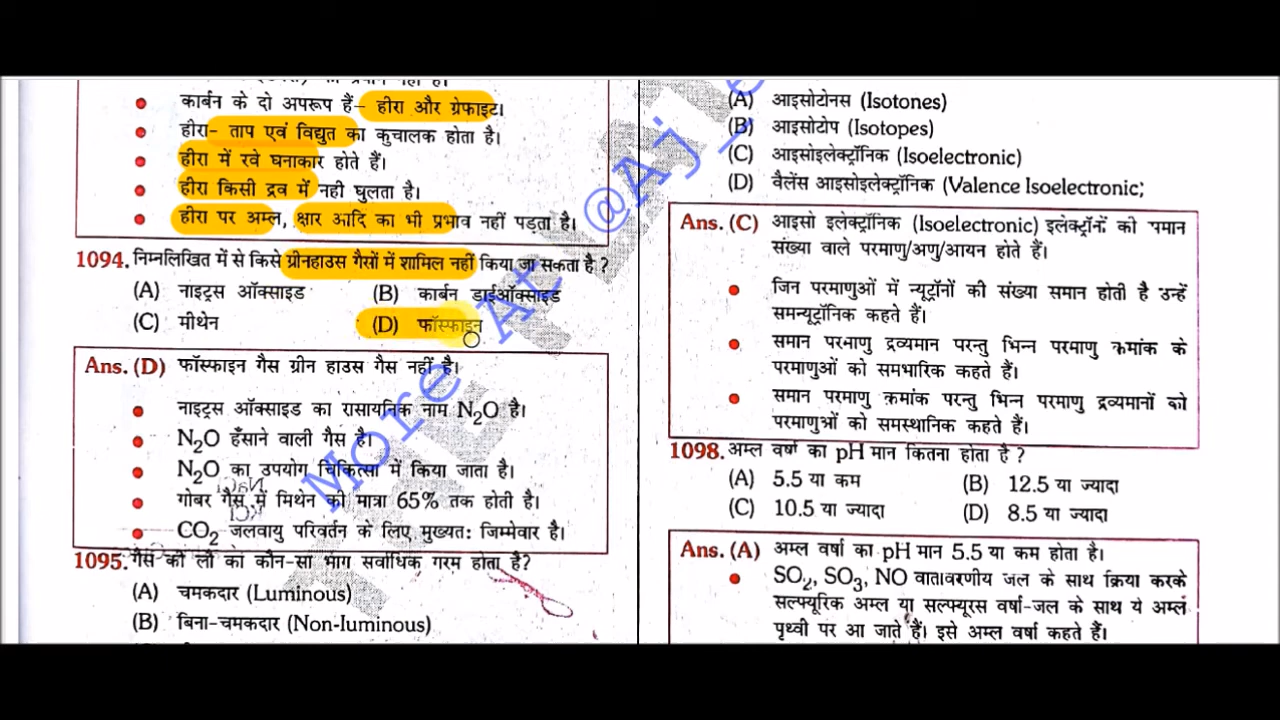 कार्बन के दो अपरूप हैं– हीरा और ग्रेफाइट।
हीरा– ताप एवं विद्युत का कुचालक होता है।
हीरा में रवे घनाकार होते हैं।
हीरा किसी द्रव में नही घुलता है।
हीरा पर अम्ल, क्षार आदि का भी प्रभाव नहीं पड़ता है।
1094. निम्नलिखित में से किसे ग्रीनहाउस गैसों में शामिल नहीं किया जा सकता है ?
(A) नाइट्रस ऑक्साइड (B) कार्बन डाईऑक्साइड
(C) मीथेन (D) फॉस्फाइन
Ans. (D) फॉस्फाइन गैस ग्रीन हाउस गैस नहीं है।
नाइट्रस ऑक्साइड का रासायनिक नाम N₂O है।
N₂O हँसाने वाली गैस है।
N₂O का उपयोग चिकित्सा में किया जाता है।
गोबर गैस में मिथेन की मात्रा 65% तक होती है।
CO₂ जलवायु परिवर्तन के लिए मुख्यत: जिम्मेवार है।
1095. गैस की लौ का कौन-सा भाग सर्वाधिक गरम होता है?
(A) चमकदार (Luminous)
(B) बिना-चमकदार (Non-luminous)
(A) आइसोटोनस (Isotones)
(B) आइसोटोप (Isotopes)
(C) आइसोइलेक्ट्रॉनिक (Isoelectronic)
(D) वैलेंस आइसोइलेक्ट्रॉनिक (Valence Isoelectronic;
Ans. (C) आइसो इलेक्ट्रॉनिक (Isoelectronic) इलेक्ट्रॉनों की समान
संख्या वाले परमाणु/अणु/आयन होते हैं।
जिन परमाणुओं में न्यूट्रॉनों की संख्या समान होती है उन्हें
समन्यूट्रॉनिक कहते हैं।
समान परमाणु द्रव्यमान परन्तु भिन्न परमाणु क्रमांक के
परमाणुओं को समभारिक कहते हैं।
समान परमाणु क्रमांक परन्तु भिन्न परमाणु द्रव्यमानों को
परमाणुओं को समस्थानिक कहते हैं।
1098. अम्ल वर्षा का pH मान कितना होता है ?
(A) 5.5 या कम (B) 12.5 या ज्यादा
(C) 10.5 या ज्यादा (D) 8.5 या ज्यादा
Ans. (A) अम्ल वर्षा का pH मान 5.5 या कम होता है।
SO₂, SO₃, NO वातावरणीय जल के साथ क्रिया करके
सल्फ्यूरिक अम्ल या सल्फ्यूरस वर्षा-जल के साथ ये अम्ल
पृथ्वी पर आ जाते हैं। इसे अम्ल वर्षा कहते हैं।
More At @Aj_e